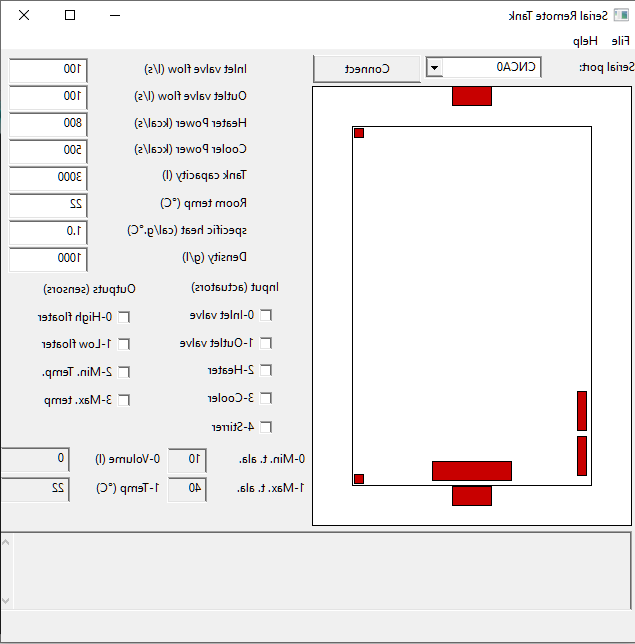 Serial Remote Tank
File Help
Serial port: CNCA0 Connect
Inlet valve flow (l/s) 100
Outlet valve flow (l/s) 100
Heater Power (kcal/s) 800
Cooler Power (kcal/s) 500
Tank capacity (l) 3000
Room temp (°C) 22
specific heat (cal/g.°C) 1.0
Density (g/l) 1000
Input (actuators) Outputs (sensors)
0-Inlet valve 0-High floater
1-Outlet valve 1-Low floater
2-Heater 2-Min. Temp.
3-Cooler 3-Max. temp
4-Stirrer
0-Min. t. ala. 10 0-Volume (l) 0
1-Max. t. ala. 40 1-Temp (°C) 22